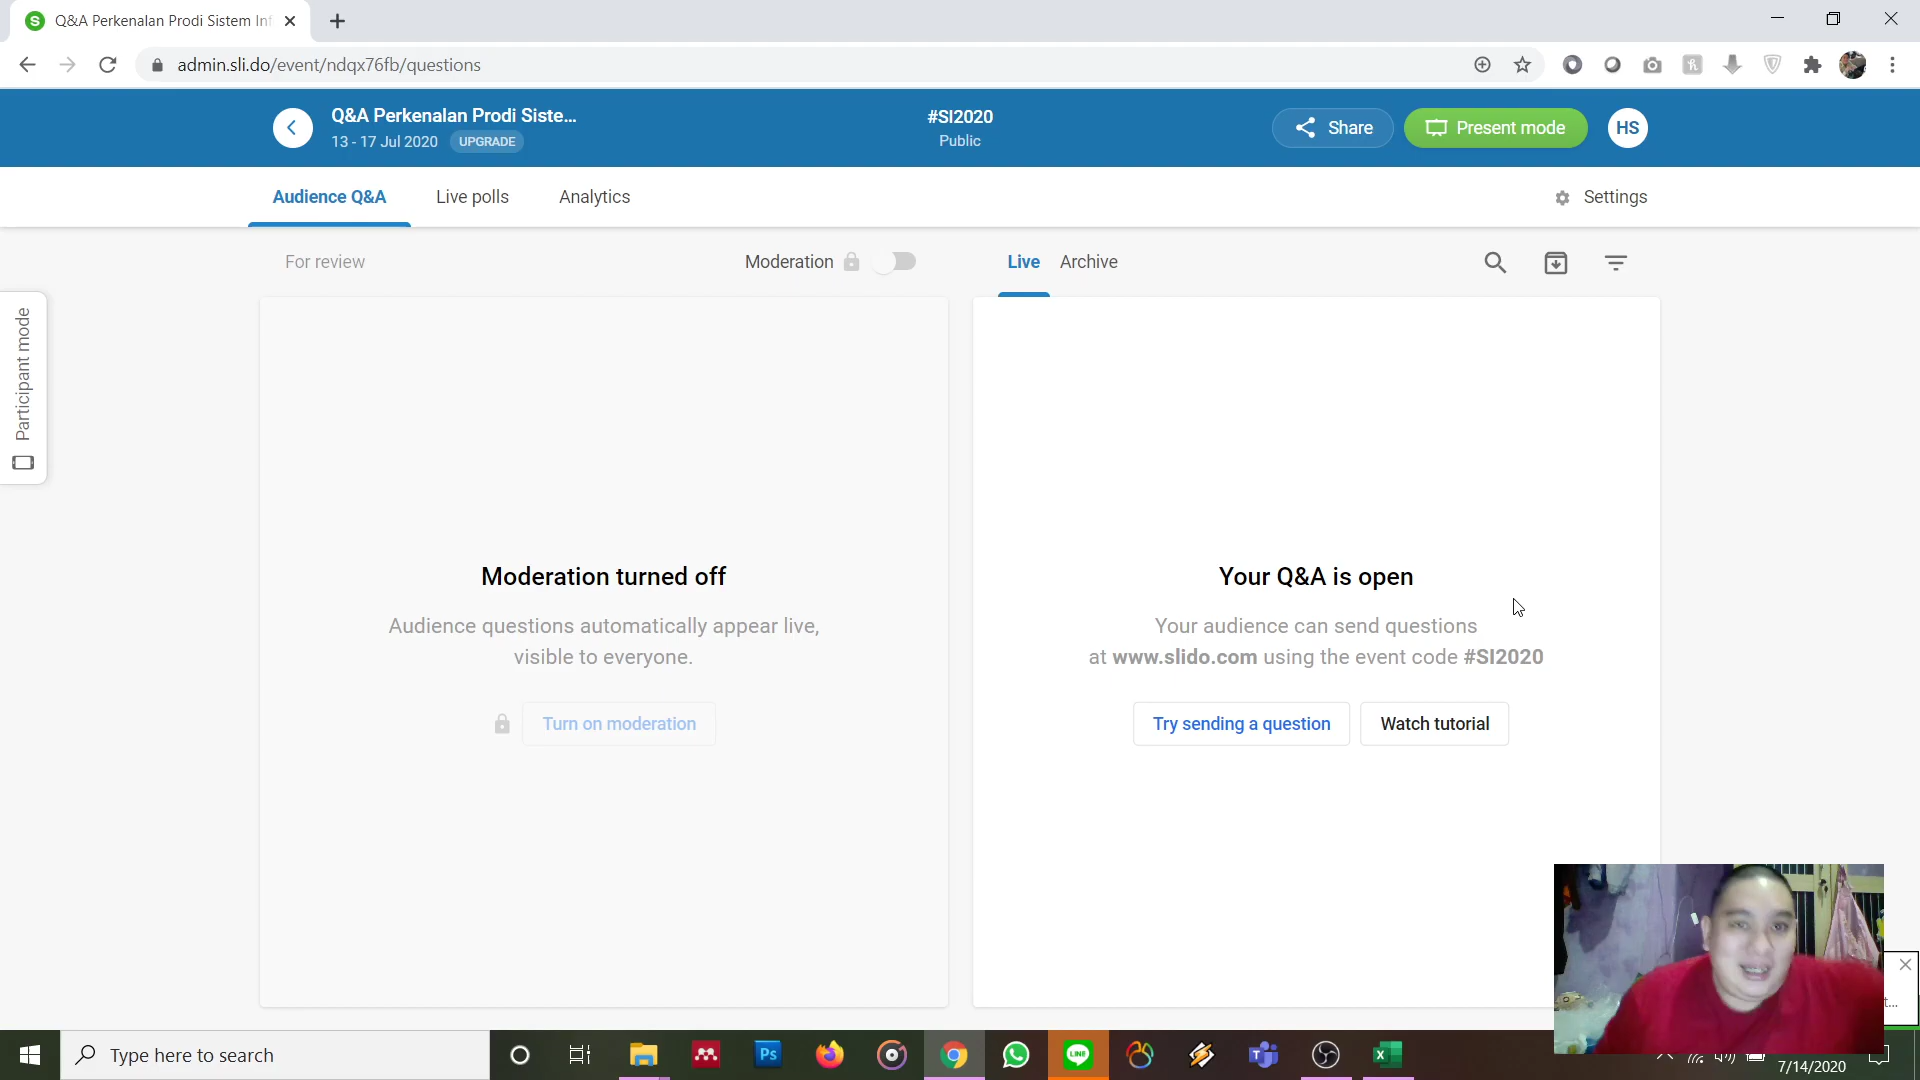 Q&A Perkenalan Prodi Sistem Inf
admin.sli.do/event/ndqx76fb/questions
Q&A Perkenalan Prodi Siste...
13 - 17 Jul 2020 UPGRADE
#SI2020
Public
Share
Present mode
HS
Audience Q&A
Live polls
Analytics
Settings
For review
Moderation
Live
Archive
Participant mode
Moderation turned off
Audience questions automatically appear live,
visible to everyone.
Turn on moderation
Your Q&A is open
Your audience can send questions
at www.slido.com using the event code #SI2020
Try sending a question
Watch tutorial
t...
Type here to search
Ps
LINE
7/14/2020